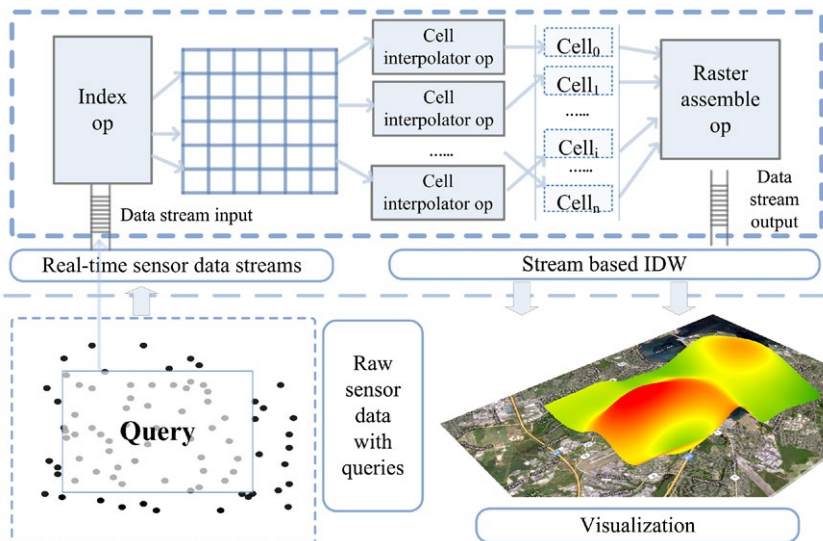 Index
op
Cell
interpolator op
Cell
interpolator op
......
Cell
interpolator op
Cell0
Cell1
......
Celli
......
Celln
Raster
assemble
op
Data stream input
Data
stream
output
Real-time sensor data streams
Stream based IDW
Query
Raw
sensor
data
with
queries
Visualization